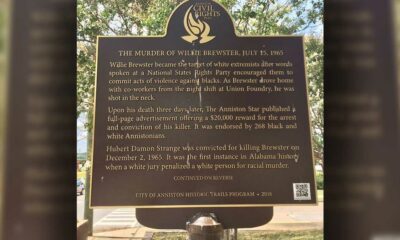 CIVIL
RIGHTS
THE MURDER OF WILLIE BREWSTER, JULY 15, 1965
Willie Brewster became the target of white extremists after words
spoken at a National States Rights Party encouraged them to
commit acts of violence against blacks. As Brewster drove home
with co-workers from the night shift at Union Foundry, he was
shot in the neck.
Upon his death three days later, The Anniston Star published a
full-page advertisement offering a $20,000 reward for the arrest
and conviction of his killer. It was endorsed by 268 black and
white Annistonians.
Hubert Damon Strange was convicted for killing Brewster on
December 2, 1965. It was the first instance in Alabama history
when a white jury penalized a white person for racial murder.
CONTINUED ON REVERSE
CITY OF ANNISTON HISTORIC TRAILS PROGRAM • 2016